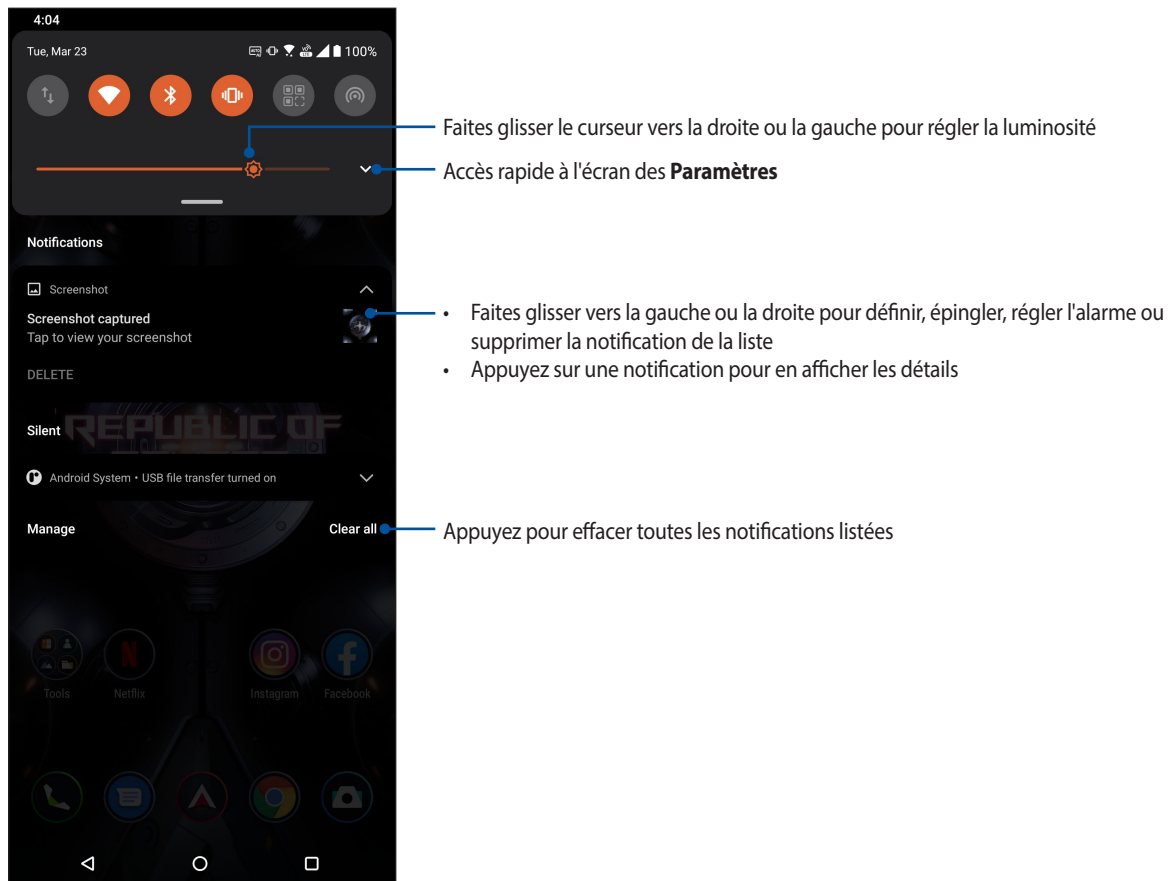 4:04
Tue, Mar 23
100%
Faites glisser le curseur vers la droite ou la gauche pour régler la luminosité
Accès rapide à l'écran des Paramètres
Notifications
Screenshot
Screenshot captured
Tap to view your screenshot
DELETE
• Faites glisser vers la gauche ou la droite pour définir, épingler, régler l'alarme ou
supprimer la notification de la liste
• Appuyez sur une notification pour en afficher les détails
Silent
REPUBLIC OF
Android System • USB file transfer turned on
Manage
Clear all
Appuyez pour effacer toutes les notifications listées
Tools
Netflix
Instagram
Facebook